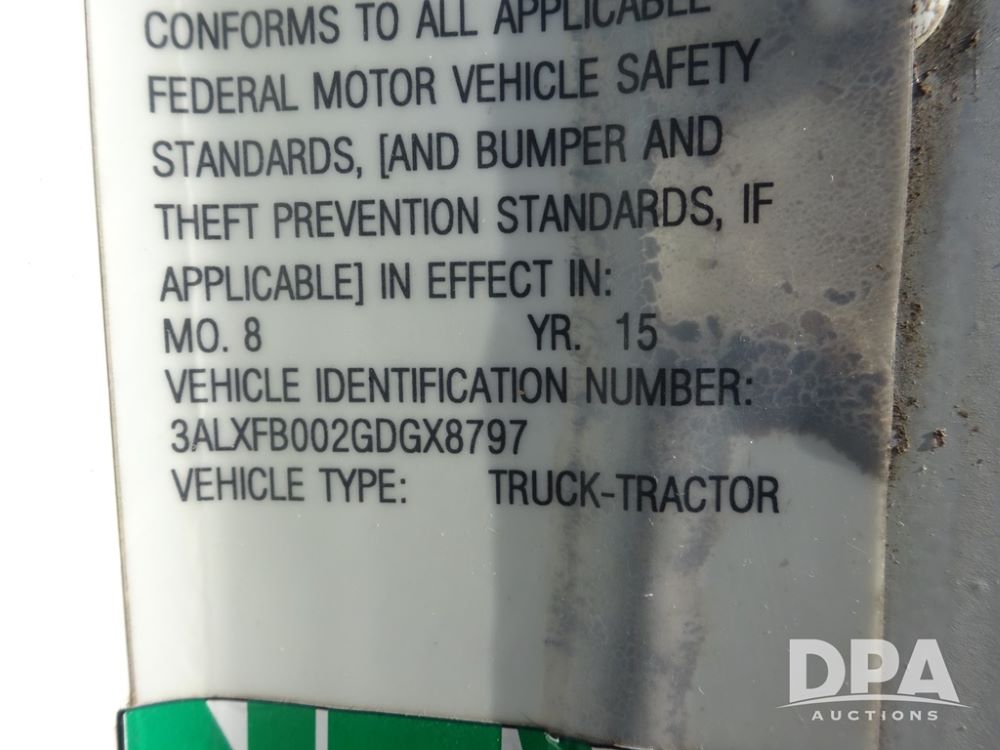 CONFORMS TO ALL APPLICABLE
FEDERAL MOTOR VEHICLE SAFETY
STANDARDS, [AND BUMPER AND
THEFT PREVENTION STANDARDS, IF
APPLICABLE] IN EFFECT IN:
MO. 8 YR. 15
VEHICLE IDENTIFICATION NUMBER:
3ALXFB002GDGX8797
VEHICLE TYPE: TRUCK-TRACTOR
DPA
AUCTIONS